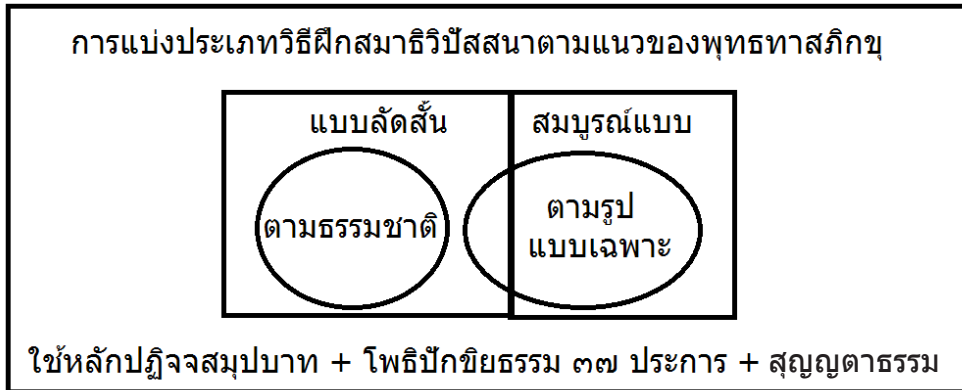 การแบ่งประเภทวิธีฝึกสมาธิวิปัสสนาตามแนวของพุทธทาสภิกขุ
แบบลัดสั้น
สมบูรณ์แบบ
ตามธรรมชาติ
ตามรูป
แบบเฉพาะ
ใช้หลักปฏิจจสมุปบาท + โพธิปักขิยธรรม ๓๗ ประการ + สุญญตาธรรม